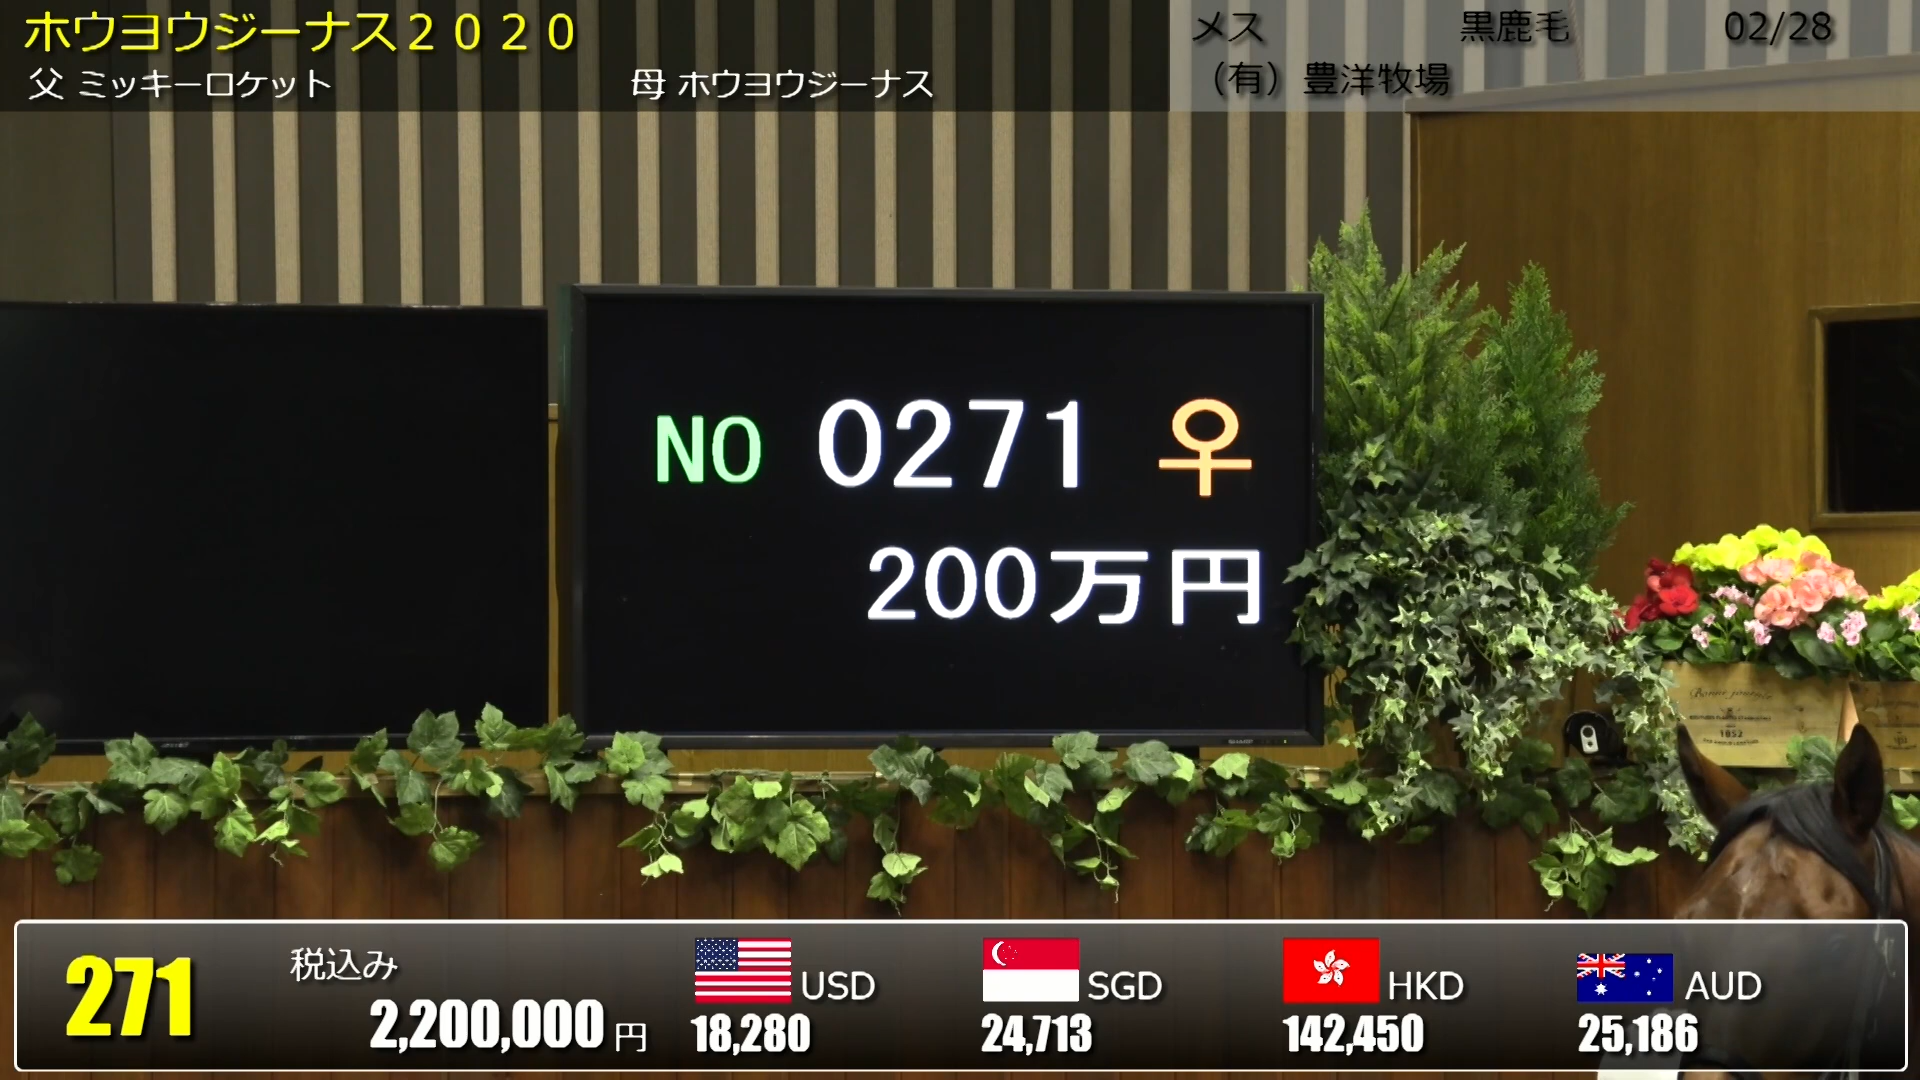 ホウヨウジーナス２０２０
父 ミッキーロケット
母 ホウヨウジーナス
メス 黒鹿毛 02/28
（有）豊洋牧場
NO 0271 ♀
200万円
1852
271
税込み
2,200,000 円
USD
18,280
SGD
24,713
HKD
142,450
AUD
25,186